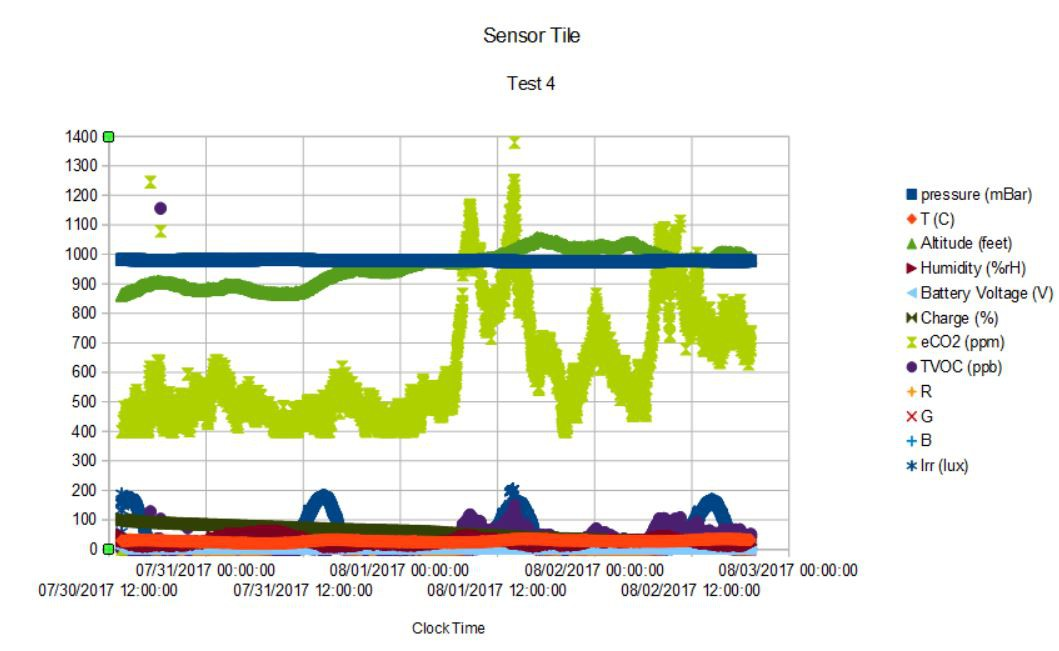 Sensor Tile
Test 4
1400
1300
1200
1100
1000
900
800
700
600
500
400
300
200
100
0
pressure (mBar)
T (C)
Altitude (feet)
Humidity (%rH)
Battery Voltage (V)
Charge (%)
eCO2 (ppm)
TVOC (ppb)
R
G
B
Irr (lux)
07/31/2017 00:00:00 08/01/2017 00:00:00 08/02/2017 00:00:00 08/03/2017 00:00:00
07/30/2017 12:00:00 07/31/2017 12:00:00 08/01/2017 12:00:00 08/02/2017 12:00:00
Clock Time